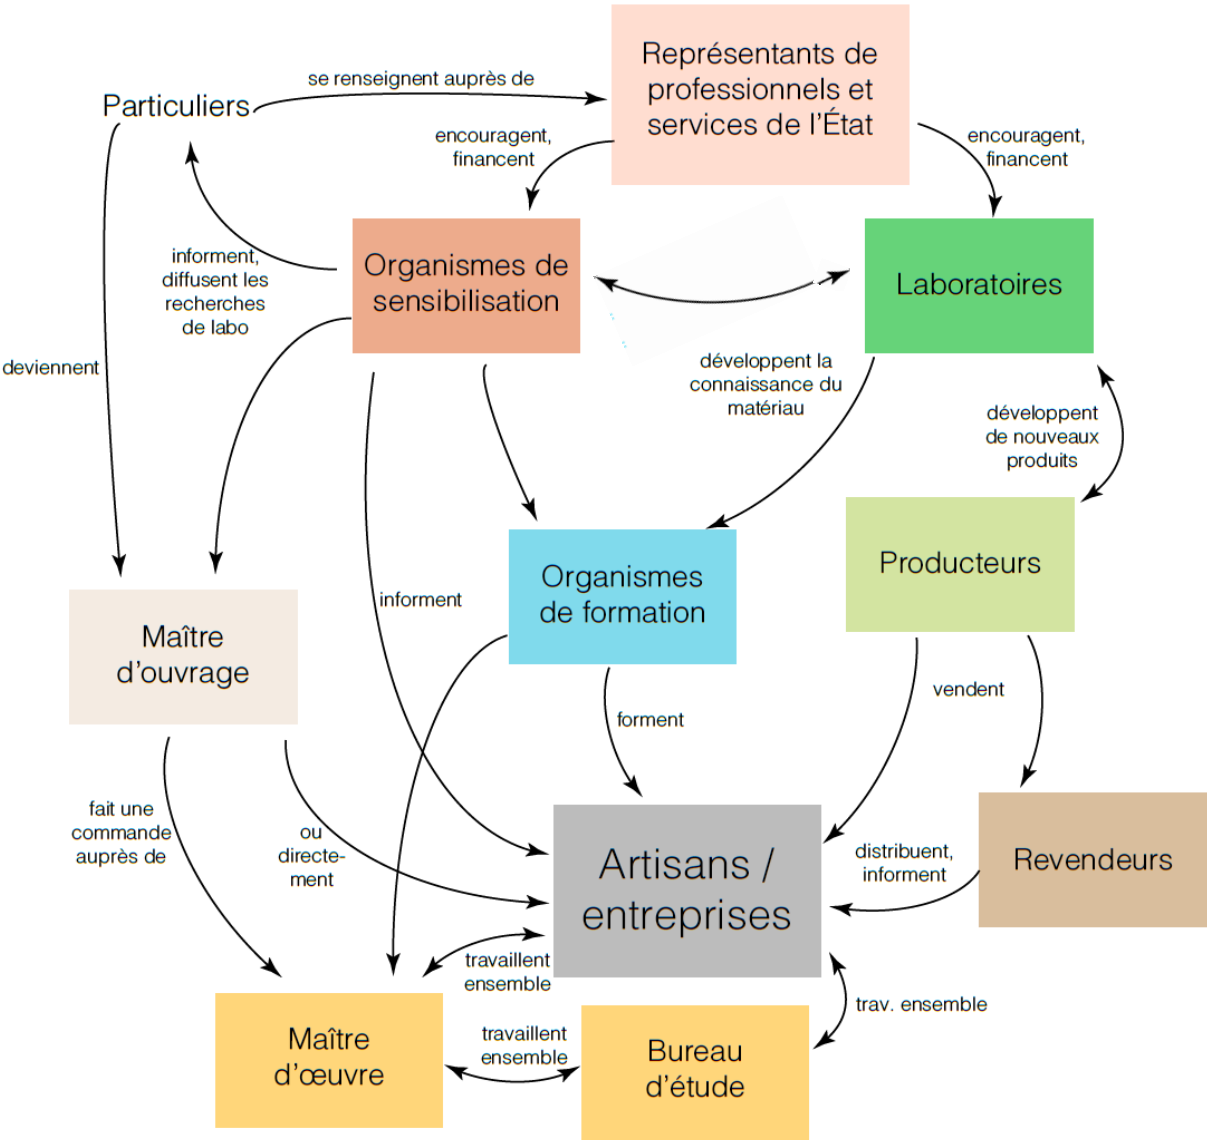 Représentants de
professionnels et
services de l'État
se renseignent auprès de
Particuliers
encouragent,
financent
encouragent,
financent
informent,
diffusent les
recherches
de labo
Organismes de
sensibilisation
Laboratoires
deviennent
développent la
connaissance du
matériau
développent
de nouveaux
produits
Organismes
de formation
Producteurs
informent
Maître
d'ouvrage
forment
vendent
fait une
commande
auprès de
ou
directe-
ment
Artisans /
entreprises
distribuent,
informent
Revendeurs
travaillent
ensemble
trav. ensemble
Maître
d'œuvre
travaillent
ensemble
Bureau
d'étude